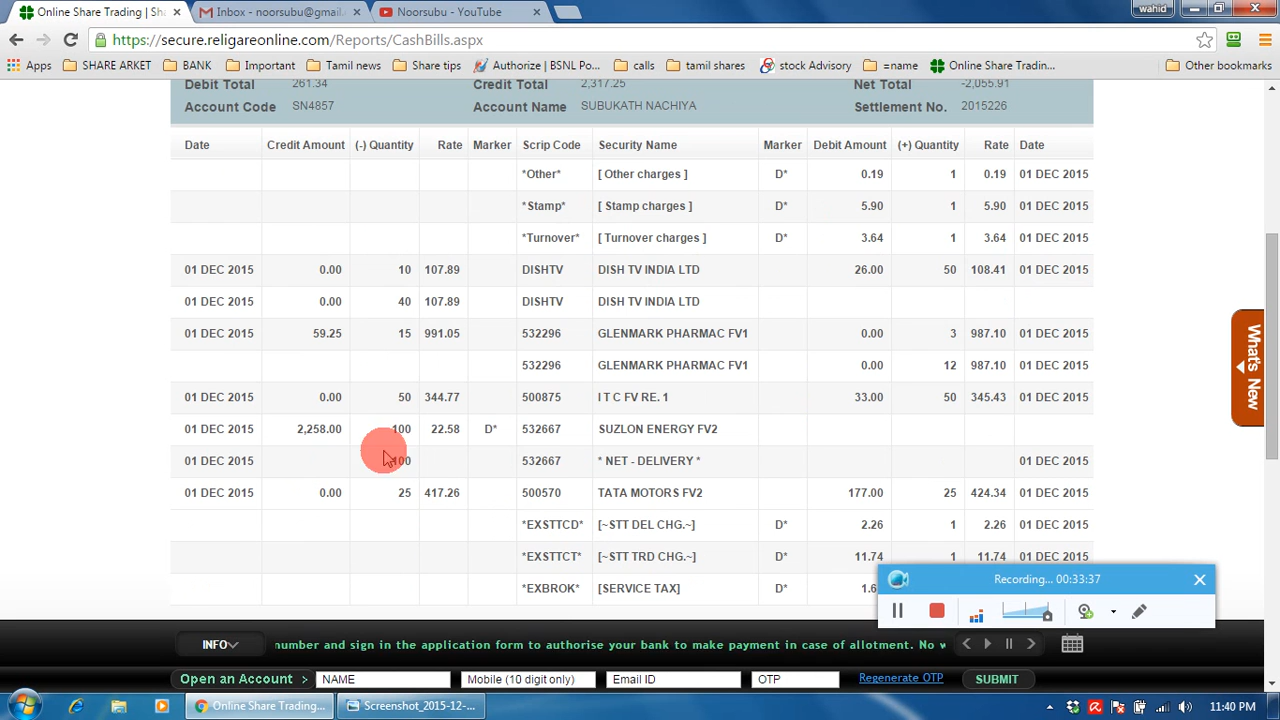 Online Share Trading | Sha
Inbox - noorsubu@gmail.
Noorsubu - YouTube
wahid
https://secure.religareonline.com/Reports/CashBills.aspx
Apps SHARE ARKET BANK Important Tamil news Share tips Authorize | BSNL Po... calls tamil shares stock Advisory =name Online Share Tradin... Other bookmarks
Debit Total 261.34 Credit Total 2,317.25 Net Total -2,055.91
Account Code SN4857 Account Name SUBUKATH NACHIYA Settlement No. 2015226
Date Credit Amount (-) Quantity Rate Marker Scrip Code Security Name Marker Debit Amount (+) Quantity Rate Date
*Other* [ Other charges ] D* 0.19 1 0.19 01 DEC 2015
*Stamp* [ Stamp charges ] D* 5.90 1 5.90 01 DEC 2015
*Turnover* [ Turnover charges ] D* 3.64 1 3.64 01 DEC 2015
01 DEC 2015 0.00 10 107.89 DISHTV DISH TV INDIA LTD 26.00 50 108.41 01 DEC 2015
01 DEC 2015 0.00 40 107.89 DISHTV DISH TV INDIA LTD
01 DEC 2015 59.25 15 991.05 532296 GLENMARK PHARMAC FV1 0.00 3 987.10 01 DEC 2015
532296 GLENMARK PHARMAC FV1 0.00 12 987.10 01 DEC 2015
01 DEC 2015 0.00 50 344.77 500875 I T C FV RE. 1 33.00 50 345.43 01 DEC 2015
01 DEC 2015 2,258.00 100 22.58 D* 532667 SUZLON ENERGY FV2
01 DEC 2015 100 532667 * NET - DELIVERY * 01 DEC 2015
01 DEC 2015 0.00 25 417.26 500570 TATA MOTORS FV2 177.00 25 424.34 01 DEC 2015
*EXSTTCD* [~STT DEL CHG.~] D* 2.26 1 2.26 01 DEC 2015
*EXSTTCT* [~STT TRD CHG.~] D* 11.74 1 11.74 01 DEC 2015
*EXBROK* [SERVICE TAX] D* 1.6
What's New
Recording... 00:33:37
INFO number and sign in the application form to authorise your bank to make payment in case of allotment. No w
Open an Account > NAME Mobile (10 digit only) Email ID OTP Regenerate OTP SUBMIT
Online Share Trading... Screenshot_2015-12-... 11:40 PM